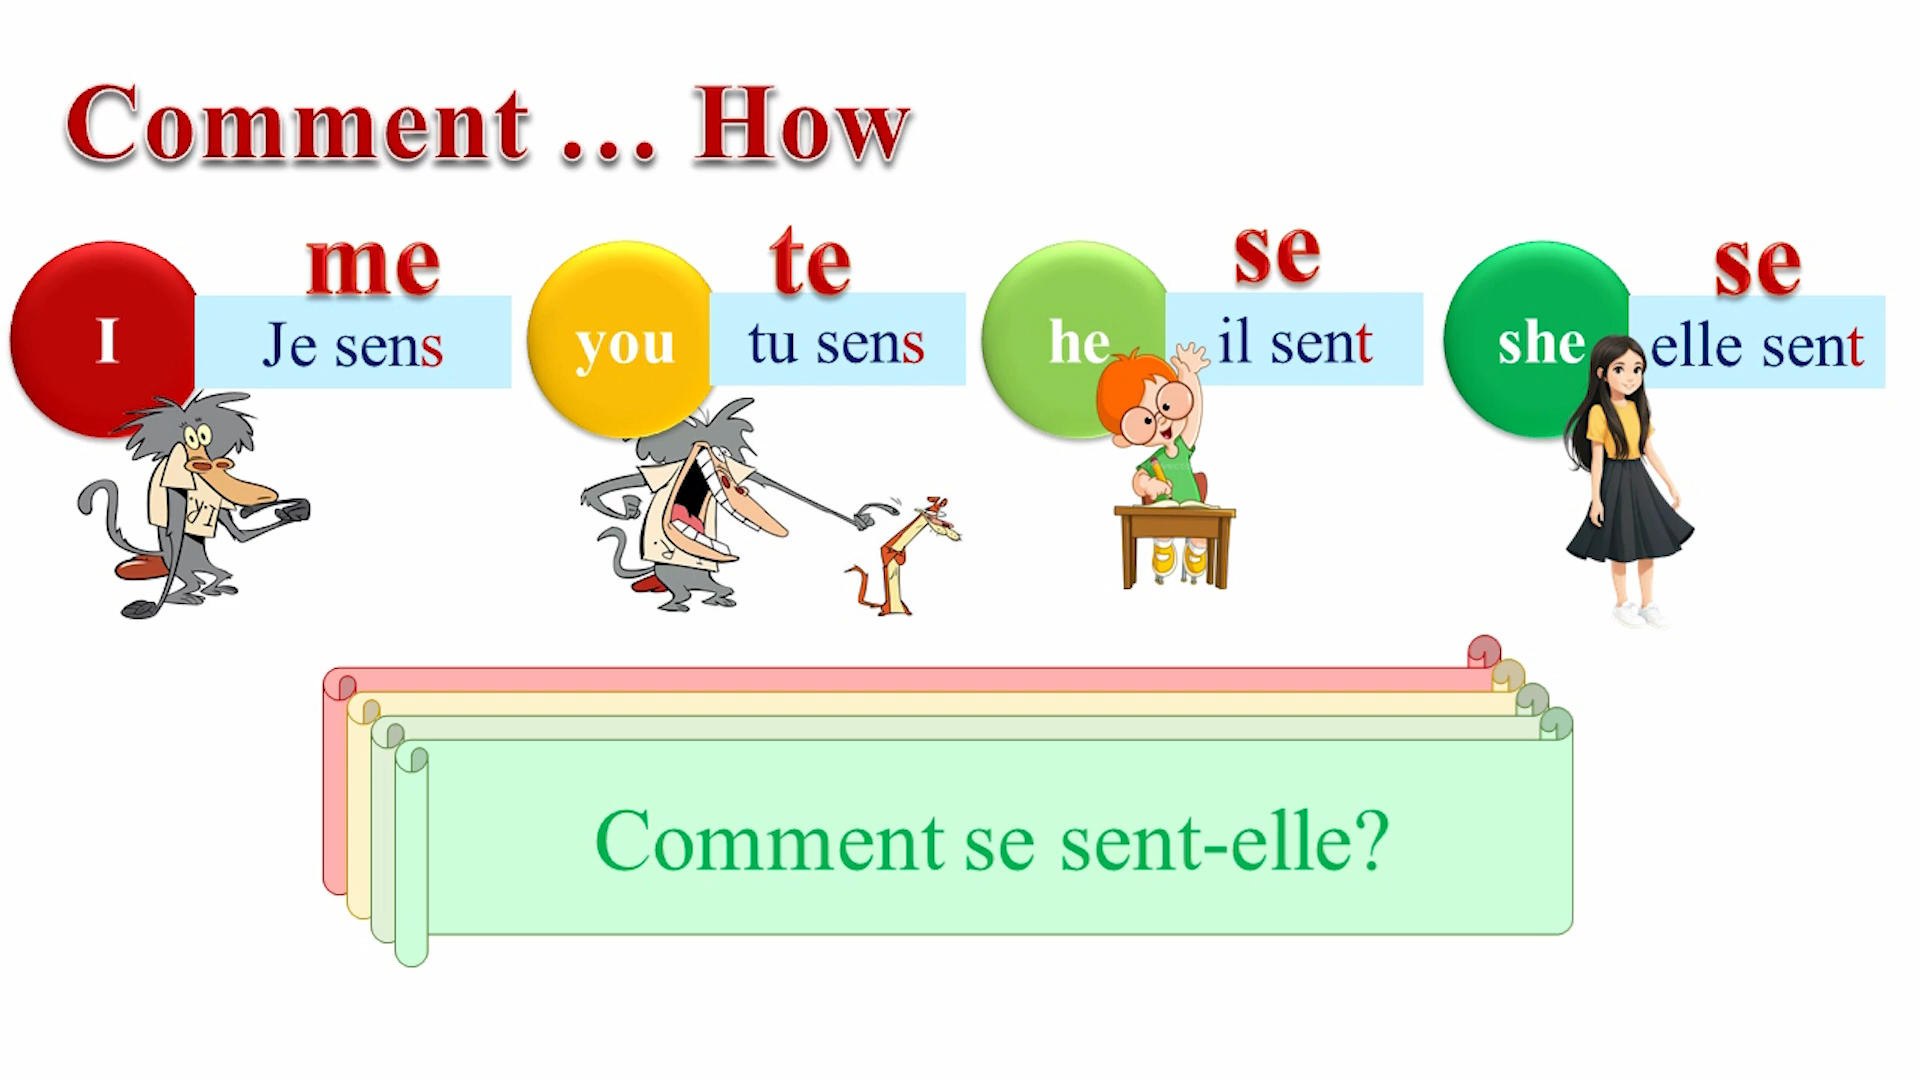 Comment ... How
me
te
se
se
I
Je sens
you
tu sens
he
il sent
she
elle sent
Comment se sent-elle?